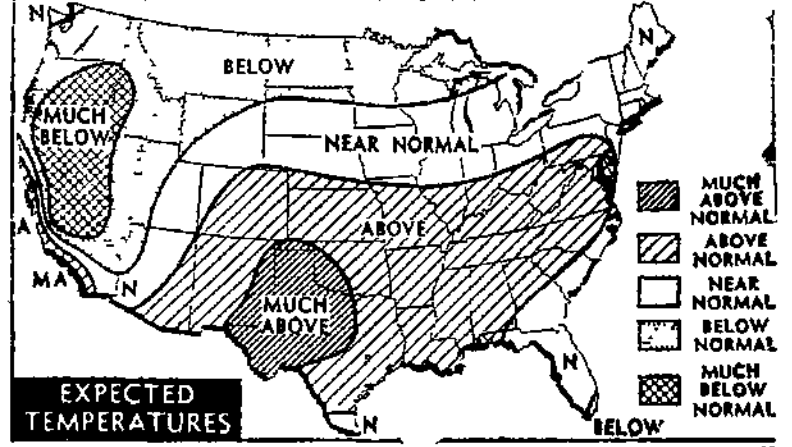 N
BELOW
N
MUCH
BELOW
NEAR NORMAL
ABOVE
A
MA
N
MUCH
ABOVE
N
N
BELOW
MUCH
ABOVE
NORMAL
ABOVE
NORMAL
NEAR
NORMAL
BELOW
NORMAL
MUCH
BELOW
NORMAL
EXPECTED
TEMPERATURES